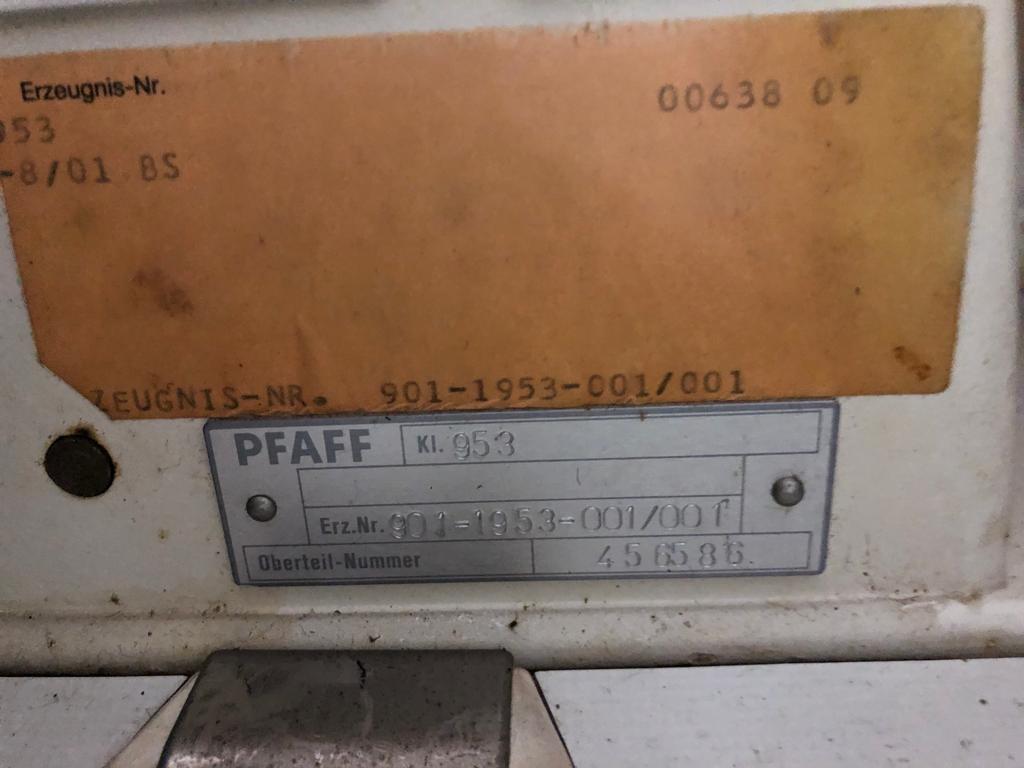 Erzeugnis-Nr.
00638 09
953
-8/01 BS
ZEUGNIS-NR. 901-1953-001/001
PFAFF Kl. 953
Erz.Nr. 901-1953-001/001
Oberteil-Nummer 456586